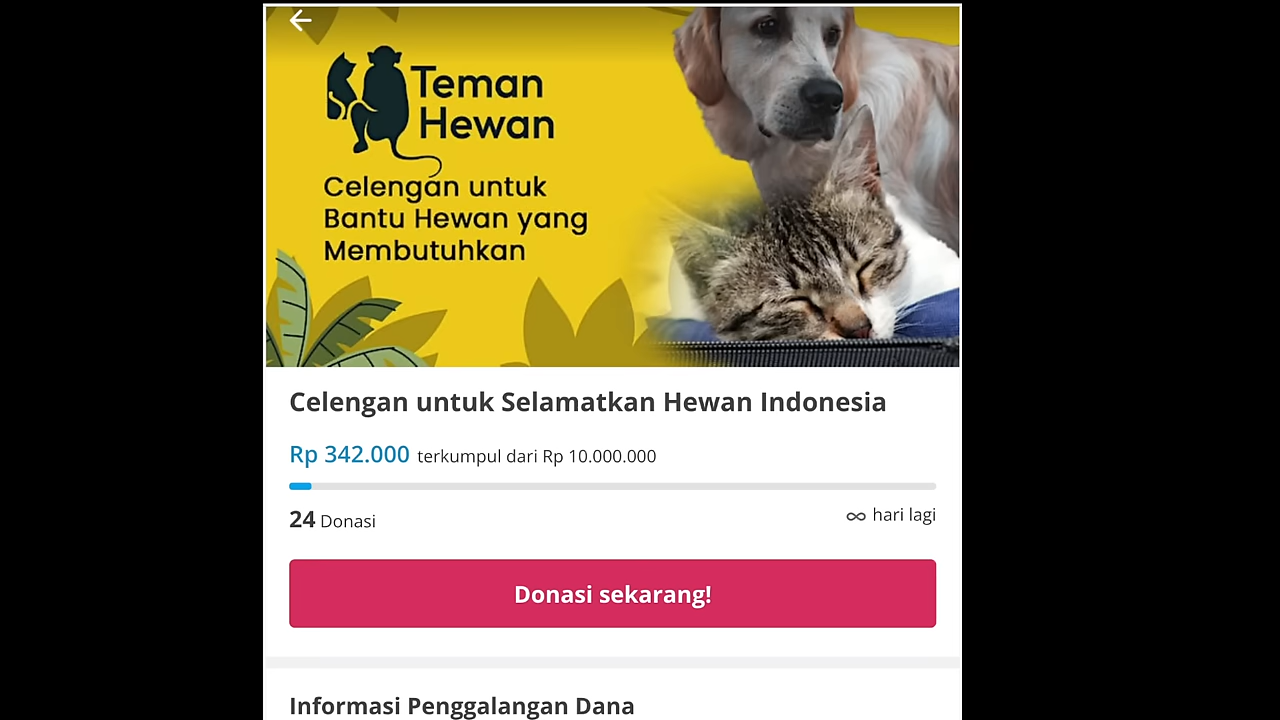 Teman
Hewan
Celengan untuk
Bantu Hewan yang
Membutuhkan
Celengan untuk Selamatkan Hewan Indonesia
Rp 342.000 terkumpul dari Rp 10.000.000
24 Donasi
∞ hari lagi
Donasi sekarang!
Informasi Penggalangan Dana